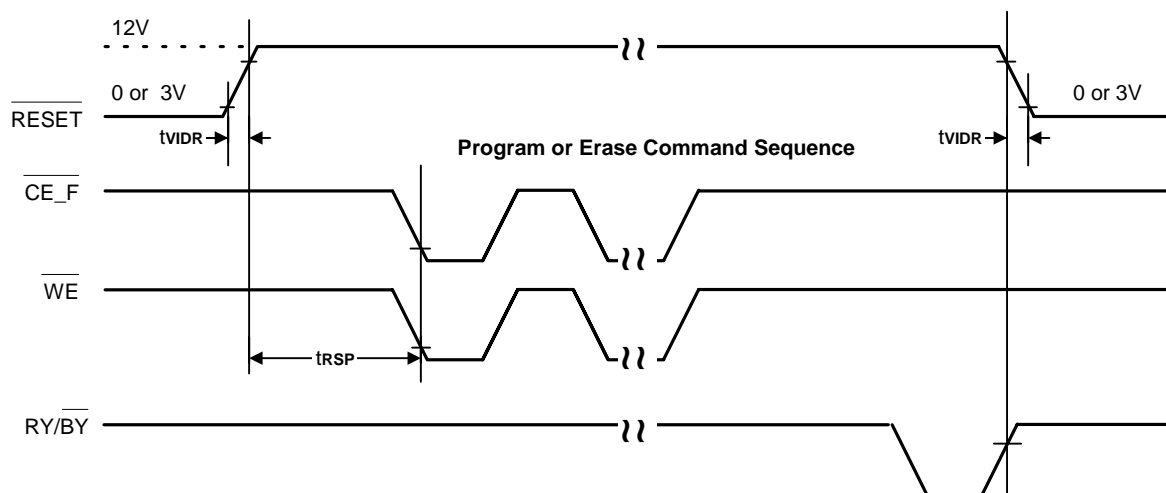 12V
0 or 3V
0 or 3V
RESET
tVIDR
tVIDR
Program or Erase Command Sequence
CE_F
WE
tRSP
RY/BY